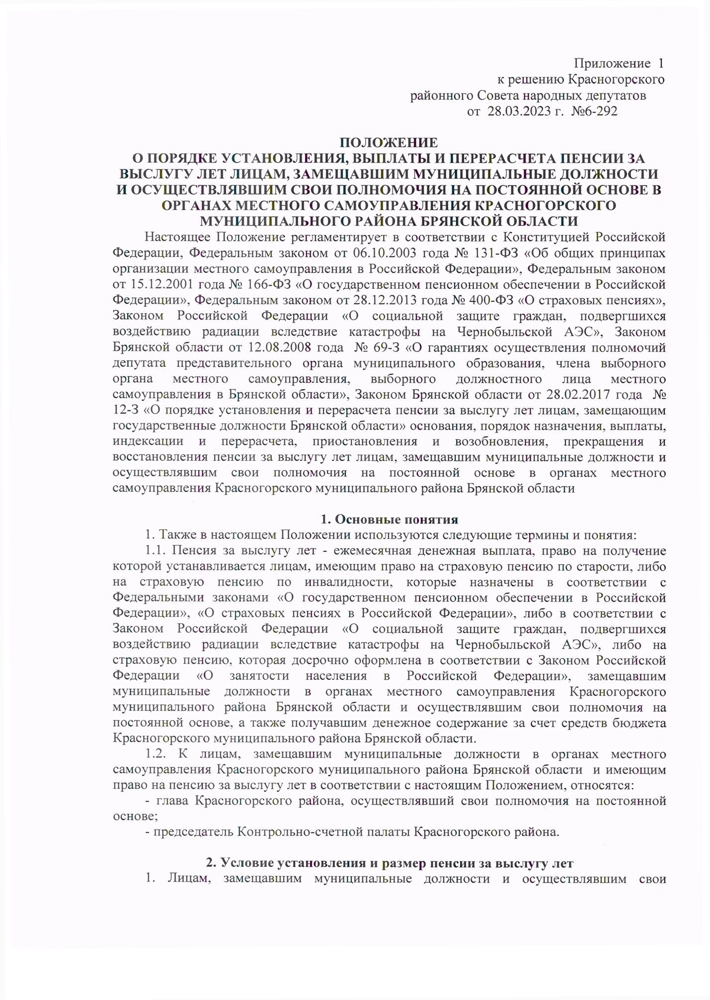 Приложение 1
к решению Красногорского
районного Совета народных депутатов
от 28.03.2023 г. №6-292
ПОЛОЖЕНИЕ
О ПОРЯДКЕ УСТАНОВЛЕНИЯ, ВЫПЛАТЫ И ПЕРЕРАСЧЕТА ПЕНСИИ ЗА
ВЫСЛУГУ ЛЕТ ЛИЦАМ, ЗАМЕЩАВШИМ МУНИЦИПАЛЬНЫЕ ДОЛЖНОСТИ
И ОСУЩЕСТВЛЯВШИМ СВОИ ПОЛНОМОЧИЯ НА ПОСТОЯННОЙ ОСНОВЕ В
ОРГАНАХ МЕСТНОГО САМОУПРАВЛЕНИЯ КРАСНОГОРСКОГО
МУНИЦИПАЛЬНОГО РАЙОНА БРЯНСКОЙ ОБЛАСТИ
Настоящее Положение регламентирует в соответствии с Конституцией Российской
Федерации, Федеральным законом от 06.10.2003 года № 131-ФЗ «Об общих принципах
организации местного самоуправления в Российской Федерации», Федеральным законом
от 15.12.2001 года № 166-ФЗ «О государственном пенсионном обеспечении в Российской
Федерации», Федеральным законом от 28.12.2013 года № 400-ФЗ «О страховых пенсиях»,
Законом Российской Федерации «О социальной защите граждан, подвергшихся
воздействию радиации вследствие катастрофы на Чернобыльской АЭС», Законом
Брянской области от 12.08.2008 года № 69-З «О гарантиях осуществления полномочий
депутата представительного органа муниципального образования, члена выборного
органа местного самоуправления, выборного должностного лица местного
самоуправления в Брянской области», Законом Брянской области от 28.02.2017 года №
12-З «О порядке установления и перерасчета пенсии за выслугу лет лицам, замещающим
государственные должности Брянской области» основания, порядок назначения, выплаты,
индексации и перерасчета, приостановления и возобновления, прекращения и
восстановления пенсии за выслугу лет лицам, замещавшим муниципальные должности и
осуществлявшим свои полномочия на постоянной основе в органах местного
самоуправления Красногорского муниципального района Брянской области
1. Основные понятия
1. Также в настоящем Положении используются следующие термины и понятия:
1.1. Пенсия за выслугу лет - ежемесячная денежная выплата, право на получение
которой устанавливается лицам, имеющим право на страховую пенсию по старости, либо
на страховую пенсию по инвалидности, которые назначены в соответствии с
Федеральными законами «О государственном пенсионном обеспечении в Российской
Федерации», «О страховых пенсиях в Российской Федерации», либо в соответствии с
Законом Российской Федерации «О социальной защите граждан, подвергшихся
воздействию радиации вследствие катастрофы на Чернобыльской АЭС», либо на
страховую пенсию, которая досрочно оформлена в соответствии с Законом Российской
Федерации «О занятости населения в Российской Федерации», замещавшим
муниципальные должности в органах местного самоуправления Красногорского
муниципального района Брянской области и осуществлявшим свои полномочия на
постоянной основе, а также получавшим денежное содержание за счет средств бюджета
Красногорского муниципального района Брянской области.
1.2. К лицам, замещавшим муниципальные должности в органах местного
самоуправления Красногорского муниципального района Брянской области и имеющим
право на пенсию за выслугу лет в соответствии с настоящим Положением, относятся:
- глава Красногорского района, осуществлявший свои полномочия на постоянной
основе;
- председатель Контрольно-счетной палаты Красногорского района.
2. Условие установления и размер пенсии за выслугу лет
1. Лицам, замещавшим муниципальные должности и осуществлявшим свои